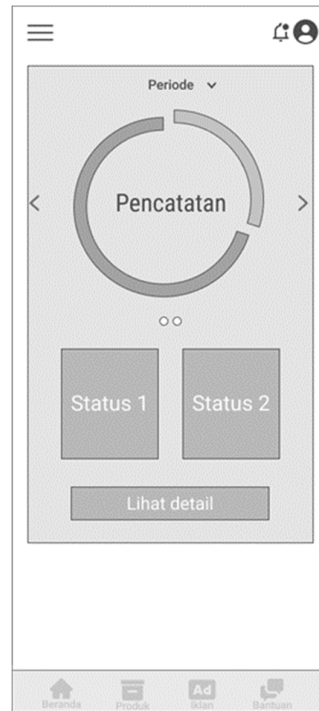 Periode
Pencatatan
Status 1 Status 2
Lihat detail
Ad
Beranda Produk Iklan Bantuan